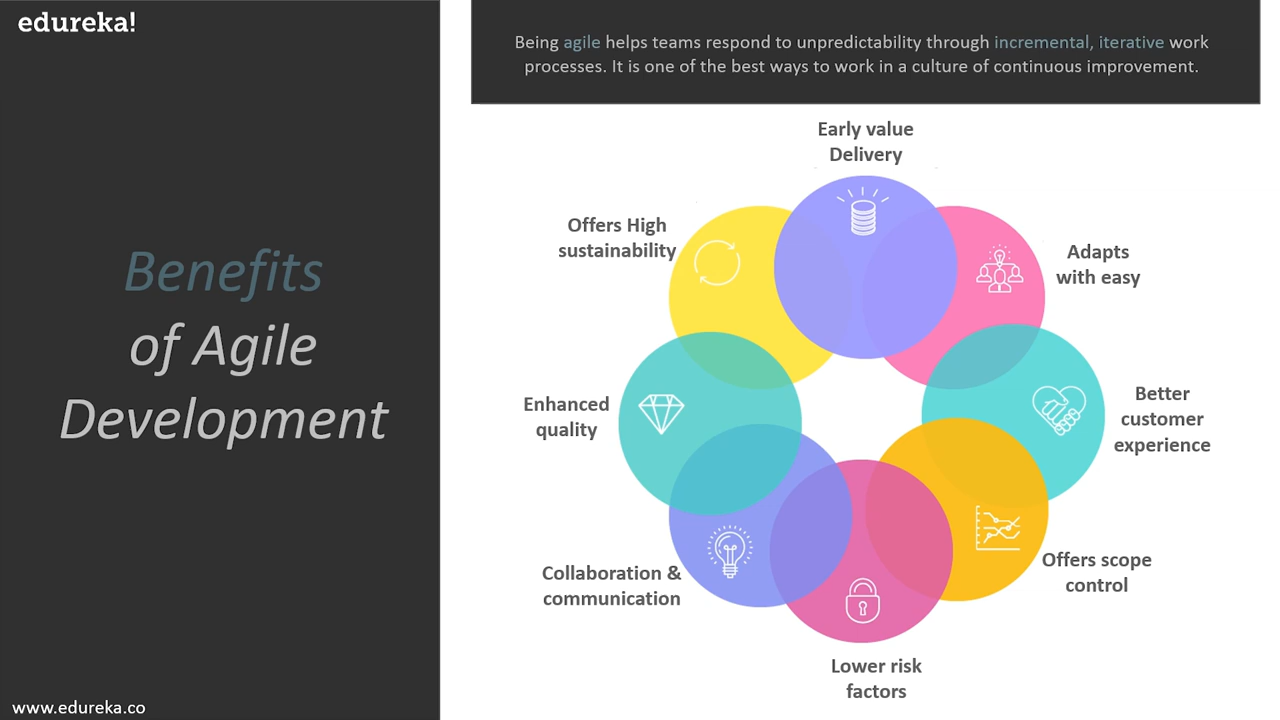 edureka!
Benefits
of Agile
Development
www.edureka.co
Being agile helps teams respond to unpredictability through incremental, iterative work
processes. It is one of the best ways to work in a culture of continuous improvement.
Early value
Delivery
Adapts
with easy
Better
customer
experience
Offers scope
control
Lower risk
factors
Collaboration &
communication
Enhanced
quality
Offers High
sustainability